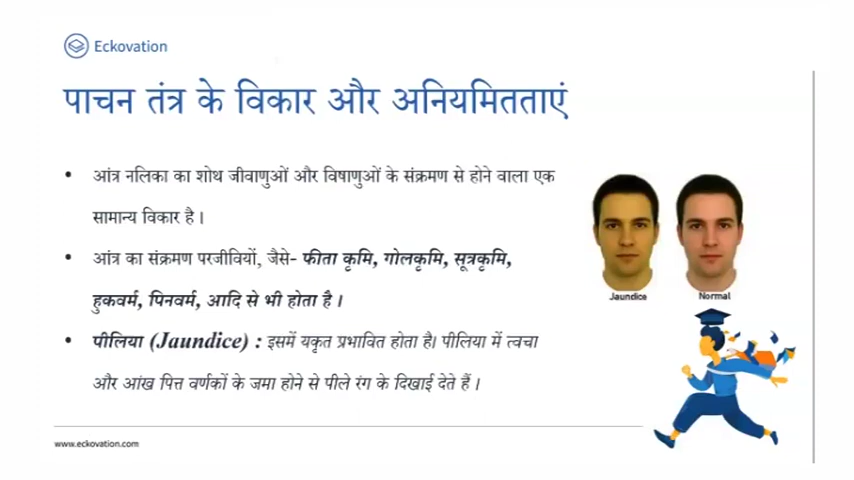 Eckovation
पाचन तंत्र के विकार और अनियमितताएं
• आंत्र नलिका का शोथ जीवाणुओं और विषाणुओं के संक्रमण से होने वाला एक
सामान्य विकार है ।
• आंत्र का संक्रमण परजीवियों, जैसे- फीता कृमि, गोलकृमि, सूत्रकृमि,
हुकवर्म, पिनवर्म, आदि से भी होता है ।
• पीलिया (Jaundice) : इसमें यकृत प्रभावित होता है। पीलिया में त्वचा
और आंख पित्त वर्णकों के जमा होने से पीले रंग के दिखाई देते हैं ।
Jaundice Normal
www.eckovation.com